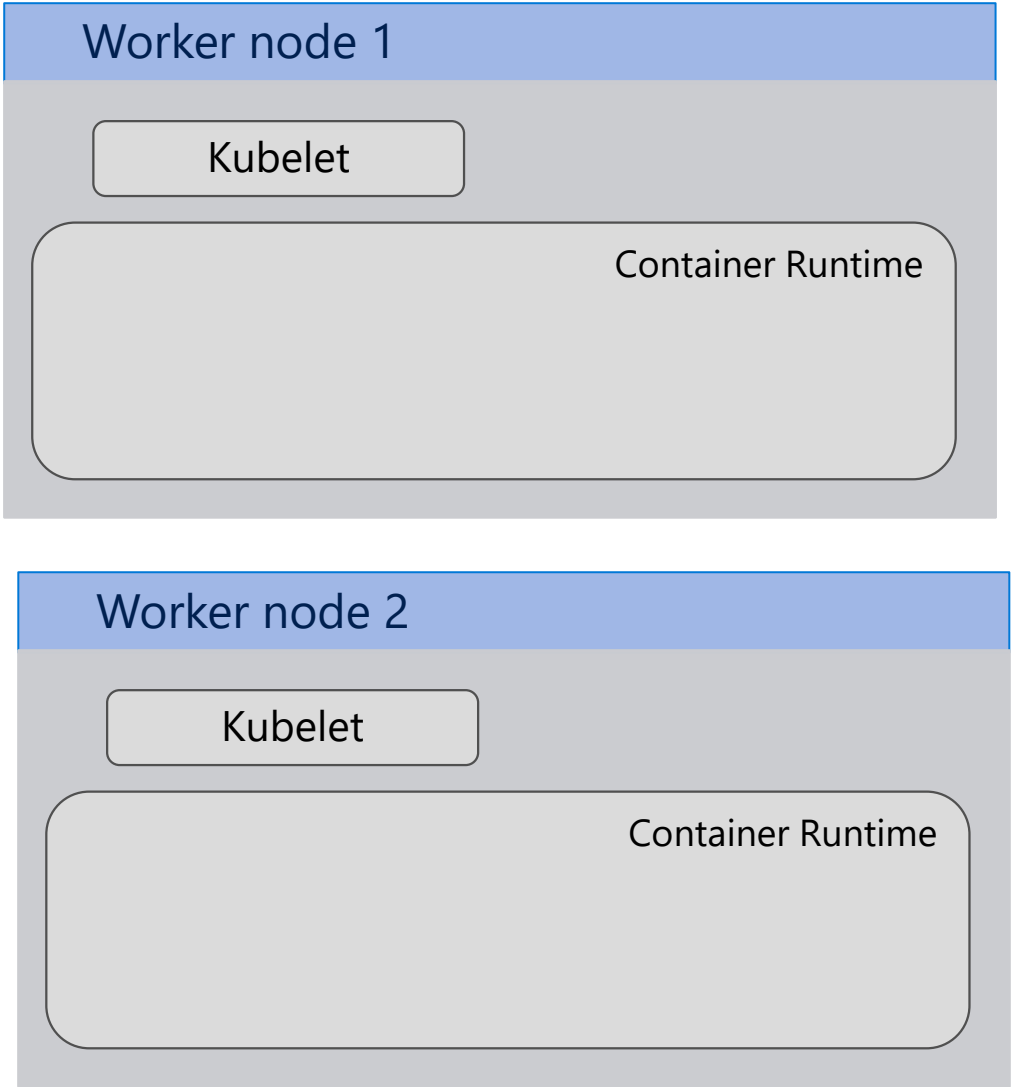 Worker node 1
Kubelet
Container Runtime
Worker node 2
Kubelet
Container Runtime